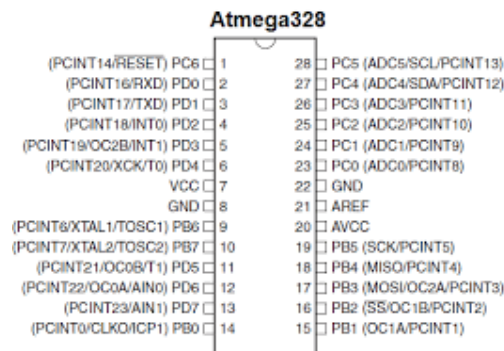 Atmega328
(PCINT14/RESET) PC6 1 28 PC5 (ADC5/SCL/PCINT13)
(PCINT16/RXD) PD0 2 27 PC4 (ADC4/SDA/PCINT12)
(PCINT17/TXD) PD1 3 26 PC3 (ADC3/PCINT11)
(PCINT18/INT0) PD2 4 25 PC2 (ADC2/PCINT10)
(PCINT19/OC2B/INT1) PD3 5 24 PC1 (ADC1/PCINT9)
(PCINT20/XCK/T0) PD4 6 23 PC0 (ADC0/PCINT8)
VCC 7 22 GND
GND 8 21 AREF
(PCINT6/XTAL1/TOSC1) PB6 9 20 AVCC
(PCINT7/XTAL2/TOSC2) PB7 10 19 PB5 (SCK/PCINT5)
(PCINT21/OC0B/T1) PD5 11 18 PB4 (MISO/PCINT4)
(PCINT22/OC0A/AIN0) PD6 12 17 PB3 (MOSI/OC2A/PCINT3)
(PCINT23/AIN1) PD7 13 16 PB2 (SS/OC1B/PCINT2)
(PCINT0/CLKO/ICP1) PB0 14 15 PB1 (OC1A/PCINT1)